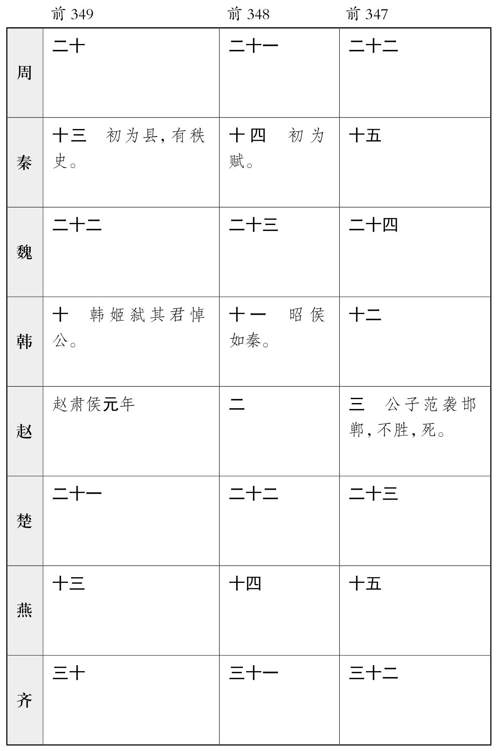 前 349 前 348 前 347
周 二十 二十一 二十二
秦 十三 初为县,有秩 十四 初为 十五
史。 赋。
魏 二十二 二十三 二十四
韩 十 韩姬弑其君悼 十一 昭侯 十二
公。 如秦。
赵 赵肃侯元年 二 三 公子范袭邯
郸,不胜,死。
楚 二十一 二十二 二十三
燕 十三 十四 十五
齐 三十 三十一 三十二